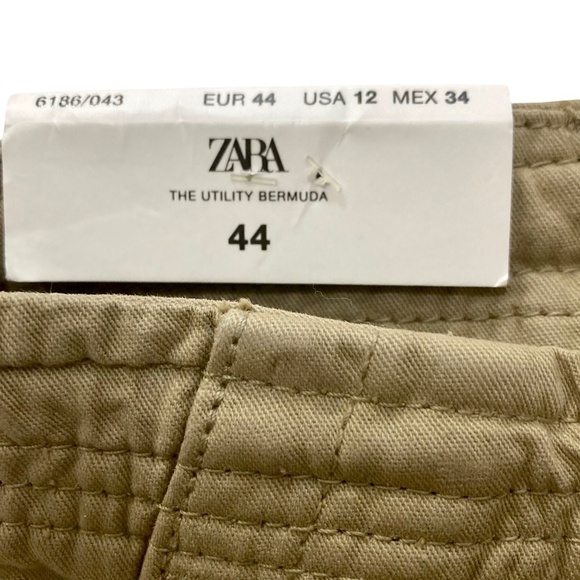 6186/043 EUR 44 USA 12 MEX 34
ZARA
THE UTILITY BERMUDA
44